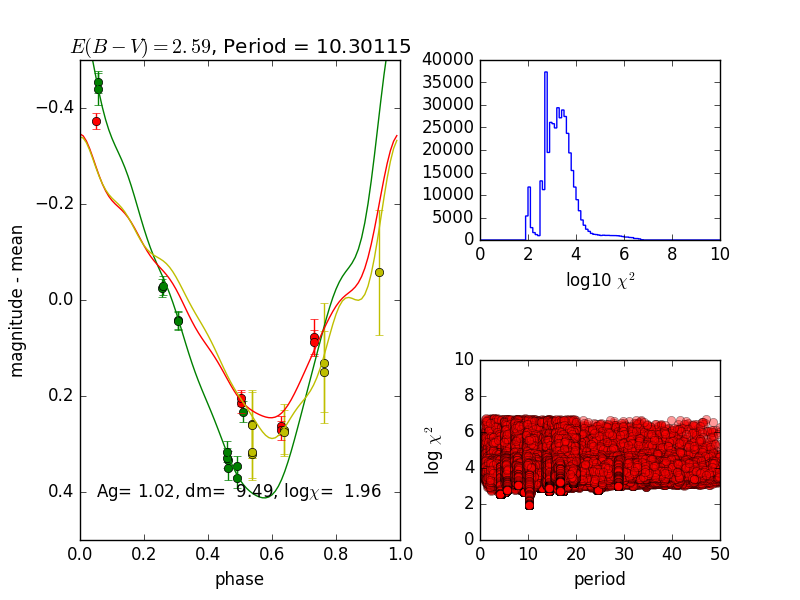 E(B−V)=2.59, Period = 10.30115
−0.4
−0.2
0.0
0.2
0.4
magnitude - mean
Ag= 1.02, dm= 9.49, logχ= 1.96
0.0 0.2 0.4 0.6 0.8 1.0
phase
40000
35000
30000
25000
20000
15000
10000
5000
0
0 2 4 6 8 10
log10 χ²
10
8
6
4
2
0
log χ²
0 10 20 30 40 50
period